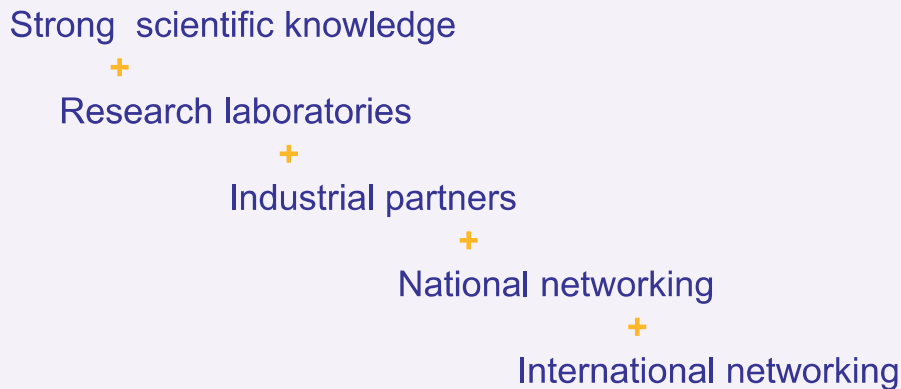 Strong scientific knowledge
+
Research laboratories
+
Industrial partners
+
National networking
+
International networking